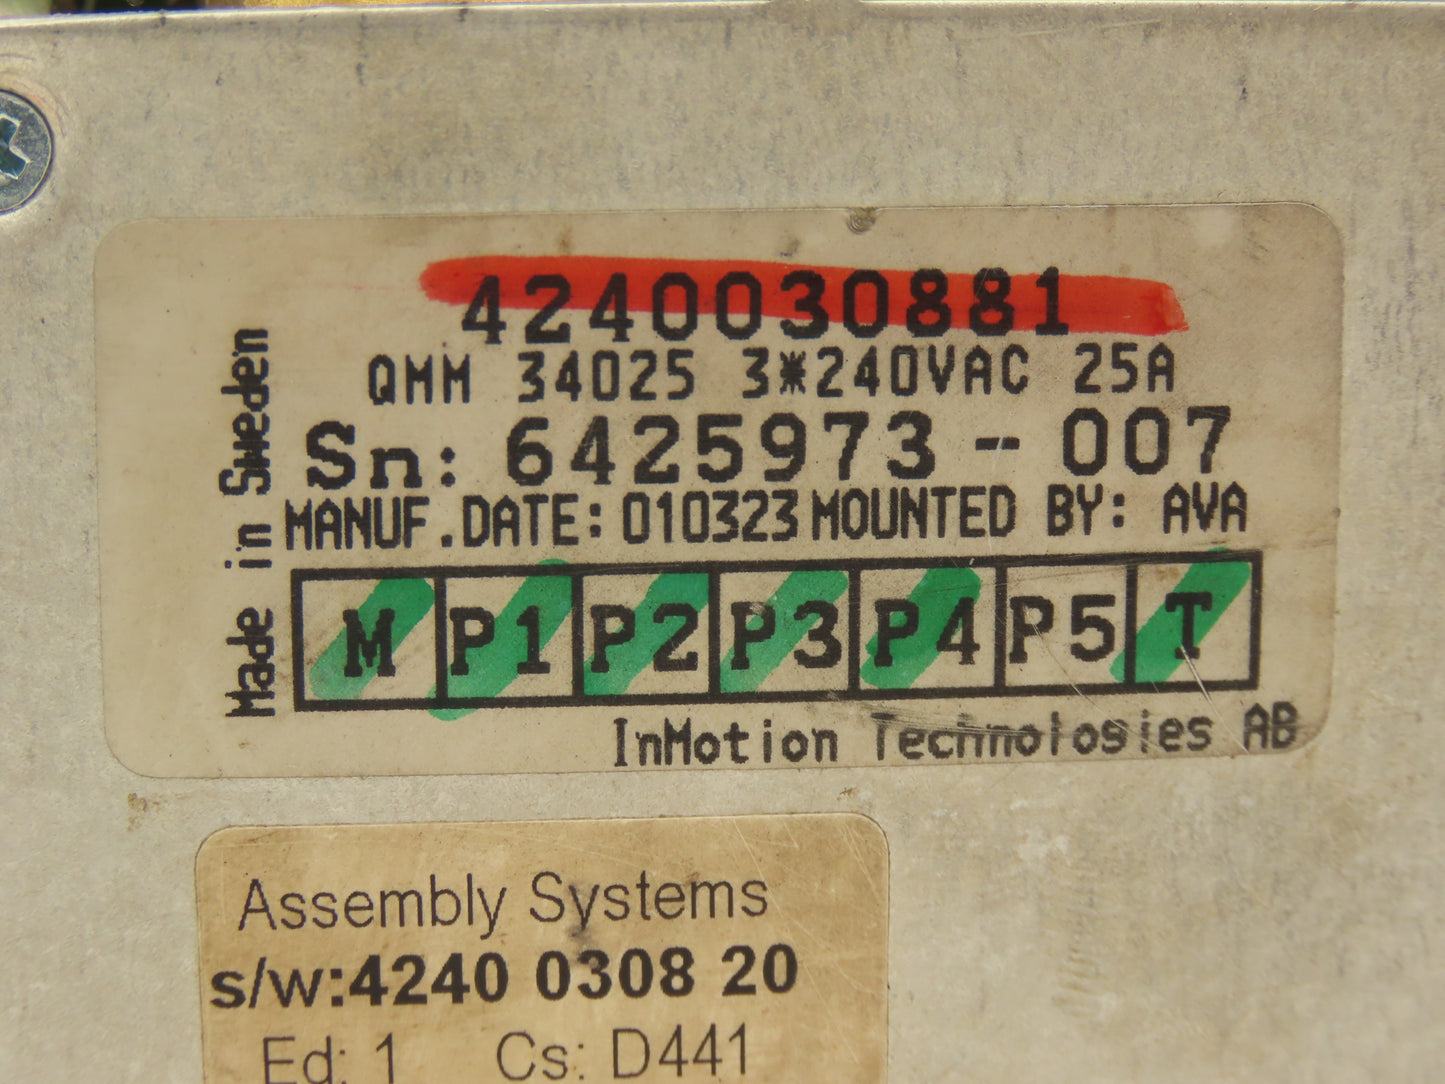 4240030881
QMM 34025 3*240VAC 25A
Sn: 6425973-007
MANUF.DATE: 010323 MOUNTED BY: AVA
M P1 P2 P3 P4 P5 T
InMotion Technologies AB
Made in Sweden
Assembly Systems
s/w:4240 0308 20
Ed: 1 Cs: D441